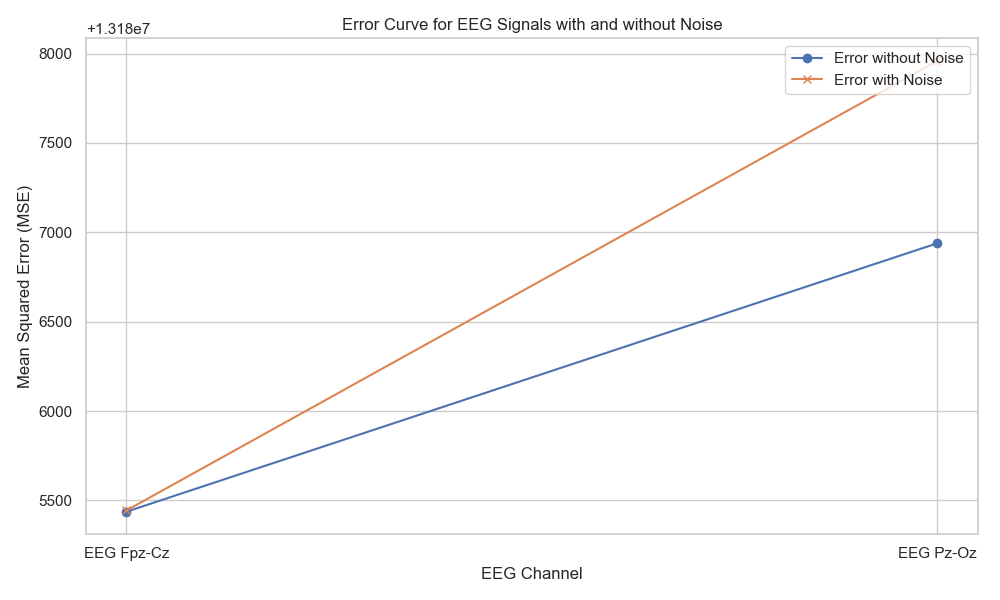 Error Curve for EEG Signals with and without Noise
+1.318e7
8000
7500
7000
6500
6000
5500
Mean Squared Error (MSE)
Error without Noise
Error with Noise
EEG Fpz-Cz
EEG Pz-Oz
EEG Channel